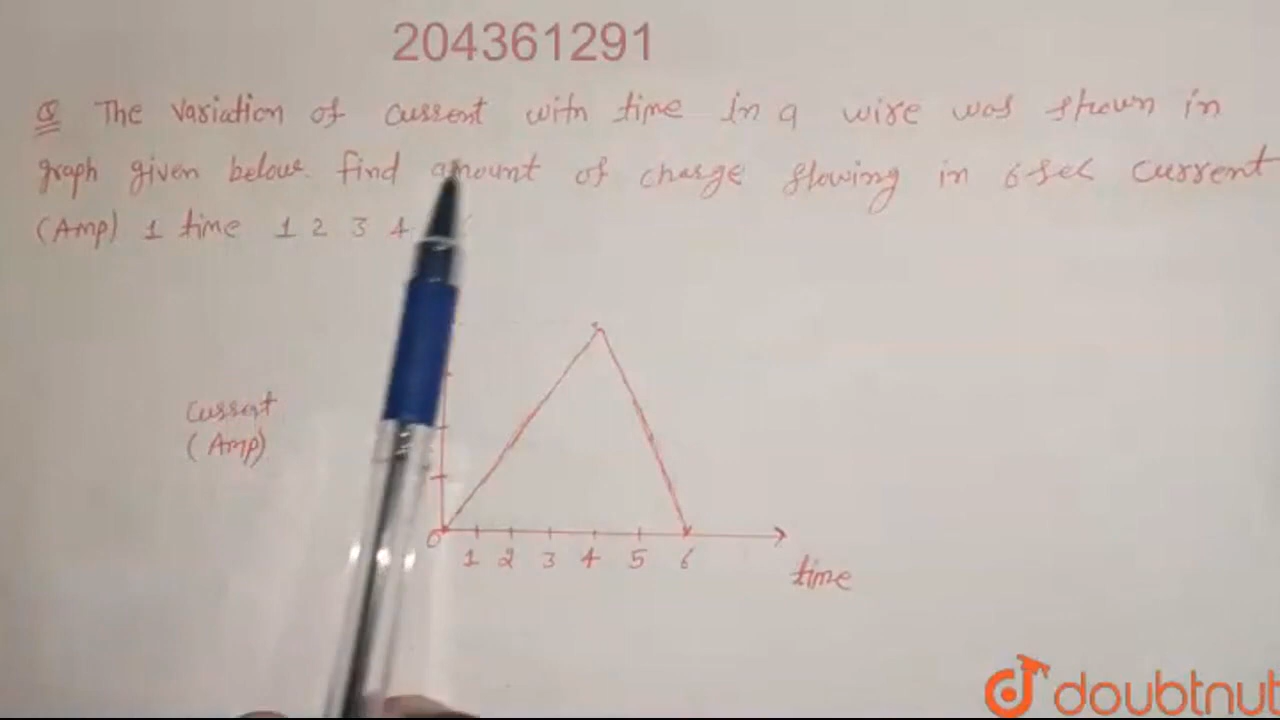 204361291
Q The Variation of current with time in a wire was shown in
graph given below. find amount of charge flowing in 6 sec current
(Amp) 1 time 1 2 3 4
Current
(Amp)
0 1 2 3 4 5 6
time
doubtnut